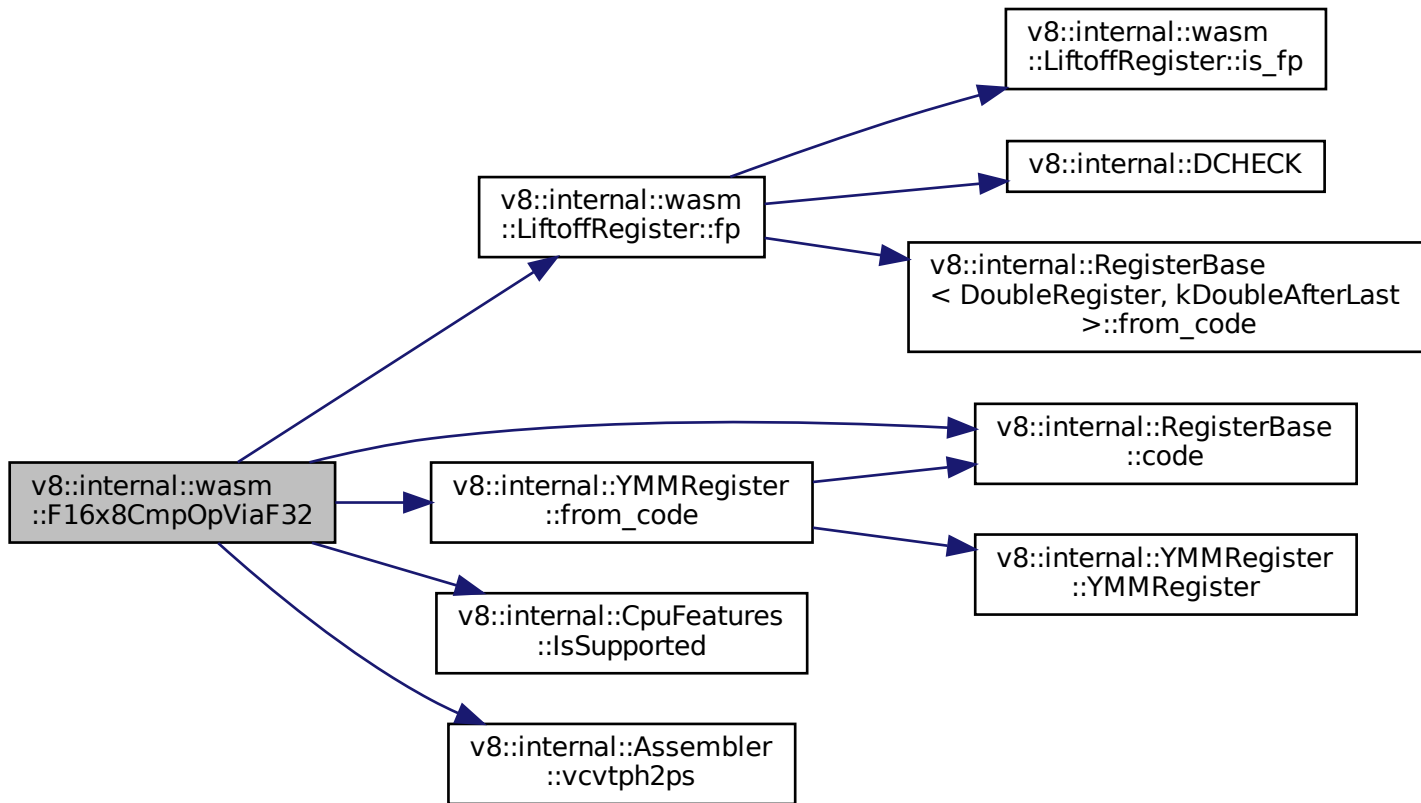 v8::internal::wasm
::LiftoffRegister::is_fp
v8::internal::DCHECK
v8::internal::wasm
::LiftoffRegister::fp
v8::internal::RegisterBase
< DoubleRegister, kDoubleAfterLast
>::from_code
v8::internal::RegisterBase
::code
v8::internal::wasm
::F16x8CmpOpViaF32
v8::internal::YMMRegister
::from_code
v8::internal::YMMRegister
::YMMRegister
v8::internal::CpuFeatures
::IsSupported
v8::internal::Assembler
::vcvtph2ps